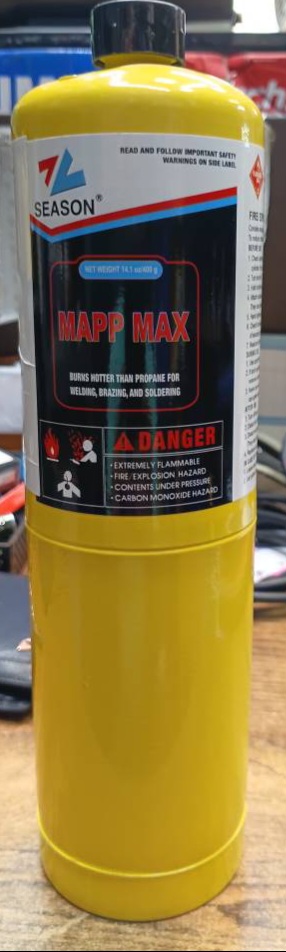 READ AND FOLLOW IMPORTANT SAFETY
WARNINGS ON SIDE LABEL
SEASON®
NET WEIGHT 14.1 oz/400 g
MAPP MAX
BURNS HOTTER THAN PROPANE FOR
WELDING, BRAZING, AND SOLDERING
DANGER
• EXTREMELY FLAMMABLE
• FIRE EXPLOSION HAZARD
• CONTENTS UNDER PRESSURE
• CARBON MONOXIDE HAZARD